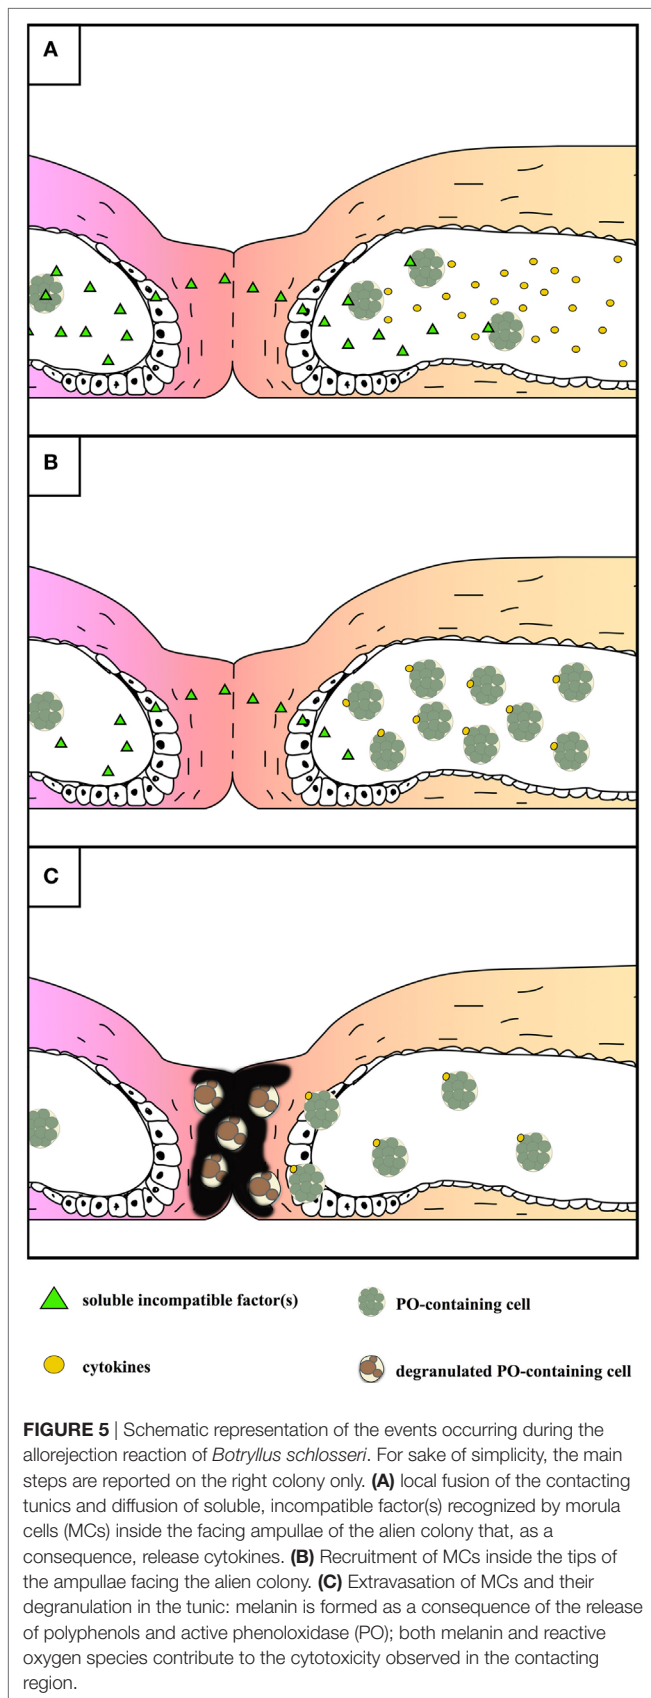 A
B
C
soluble incompatible factor(s)
PO-containing cell
cytokines
degranulated PO-containing cell
FIGURE 5 | Schematic representation of the events occurring during the
allorejection reaction of Botryllus schlosseri. For sake of simplicity, the main
steps are reported on the right colony only. (A) local fusion of the contacting
tunics and diffusion of soluble, incompatible factor(s) recognized by morula
cells (MCs) inside the facing ampullae of the alien colony that, as a
consequence, release cytokines. (B) Recruitment of MCs inside the tips of
the ampullae facing the alien colony. (C) Extravasation of MCs and their
degranulation in the tunic: melanin is formed as a consequence of the release
of polyphenols and active phenoloxidase (PO); both melanin and reactive
oxygen species contribute to the cytotoxicity observed in the contacting
region.